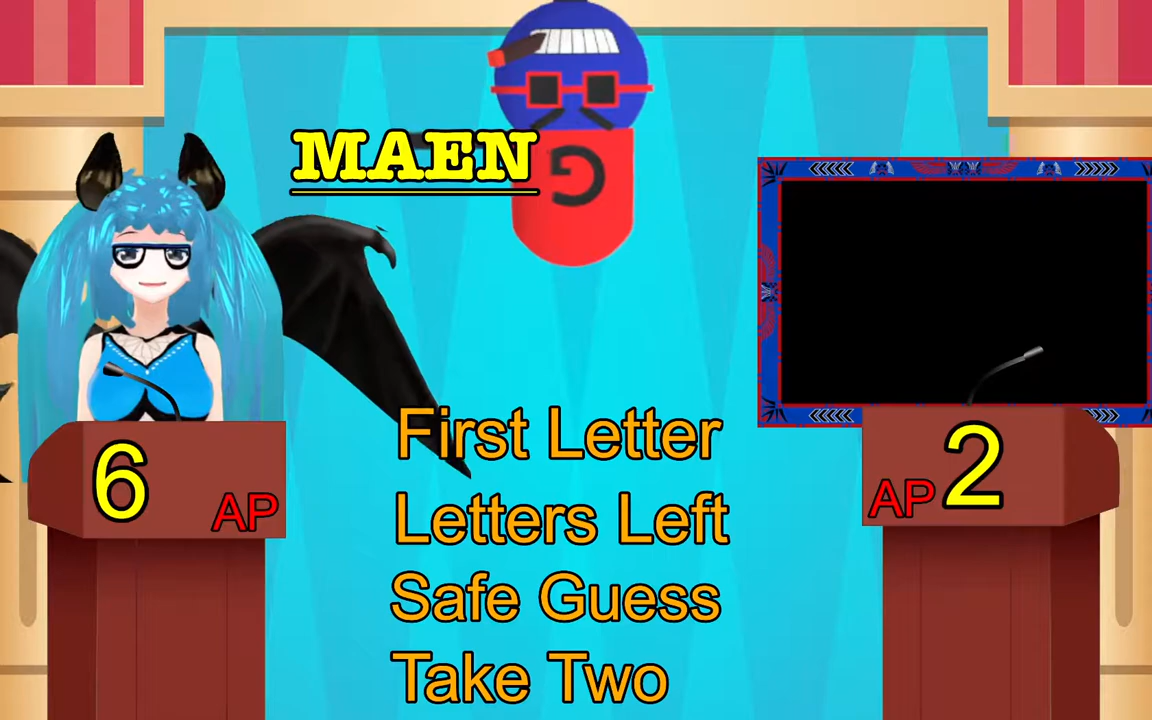 MAEN
G
6 AP
AP 2
First Letter
Letters Left
Safe Guess
Take Two